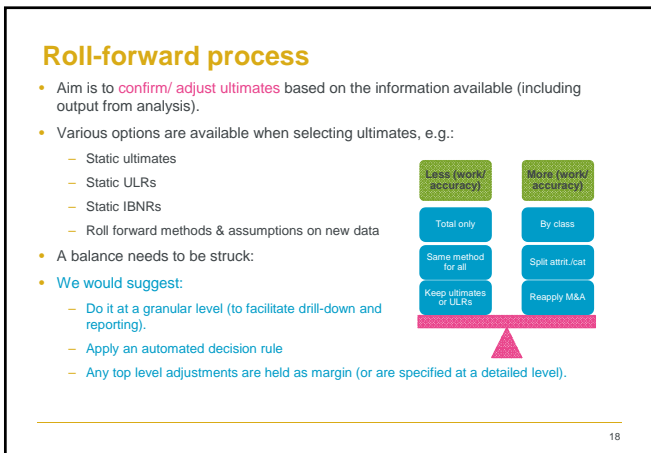 Roll-forward process
• Aim is to confirm/ adjust ultimates based on the information available (including
output from analysis).
• Various options are available when selecting ultimates, e.g.:
– Static ultimates
– Static ULRs
– Static IBNRs
– Roll forward methods & assumptions on new data
• A balance needs to be struck:
• We would suggest:
– Do it at a granular level (to facilitate drill-down and
reporting).
– Apply an automated decision rule
– Any top level adjustments are held as margin (or are specified at a detailed level).
Less (work/
accuracy)
Total only
Same method
for all
Keep ultimates
or ULRs
More (work/
accuracy)
By class
Split attrit./cat
Reapply M&A
18